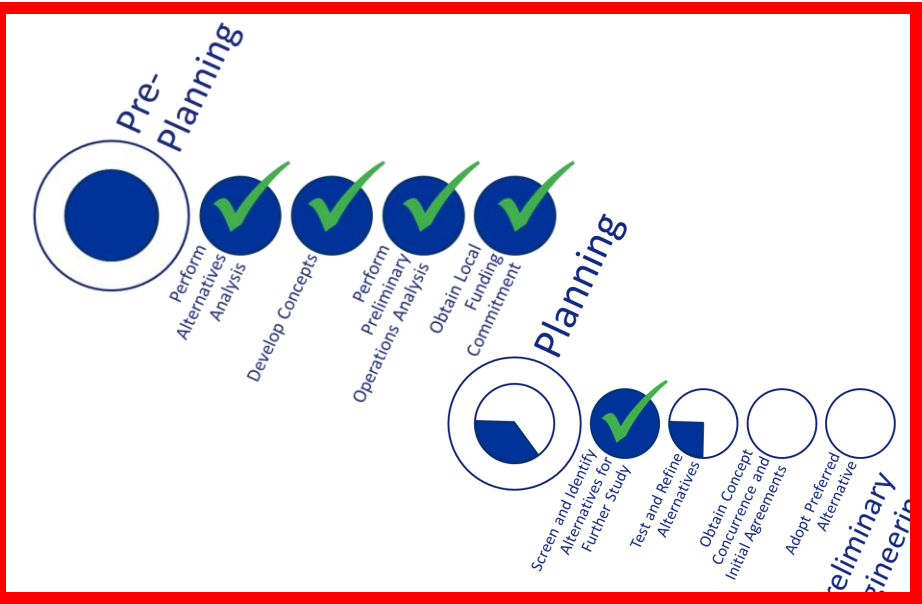 Pre-
Planning
Perform
Alternatives
Analysis
Develop Concepts
Perform
Preliminary
Operations Analysis
Obtain Local
Funding
Commitment
Planning
Screen and Identify
Alternatives for
Further Study
Test and Refine
Alternatives
Obtain Concept
Concurrence and
Initial Agreements
Adopt Preferred
Alternative